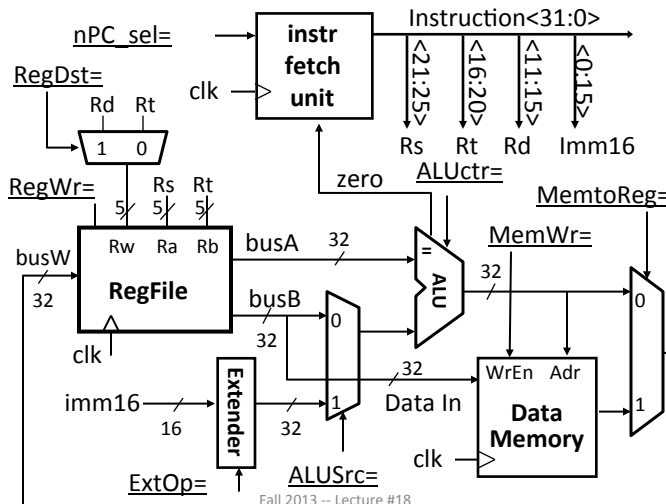 Instruction<31:0>
nPC_sel=
instr
fetch
unit
<21:25>
<16:20>
<11:15>
<0:15>
RegDst=
clk
Rd Rt
1 0
Rs Rt Rd Imm16
zero
ALUctr=
RegWr=
Rs Rt
5 5 5
MemtoReg=
MemWr=
busW
32
Rw Ra Rb
RegFile
busA
32
busB
32
=
ALU
32
0
0
clk
32
WrEn Adr
Data In
Data
Memory
1
1
imm16
16
Extender
32
clk
ExtOp=
ALUSrc=
Fall 2013 -- Lecture #18